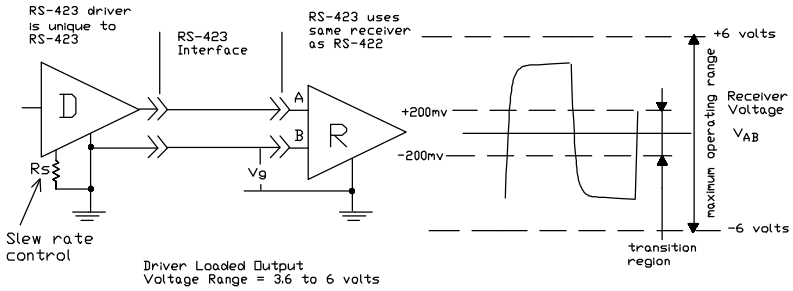 RS-423 driver
is unique to
RS-423
RS-423
Interface
RS-423 uses
same receiver
as RS-422
D
Rs
Slew rate
control
A
B
R
Vg
Driver Loaded Output
Voltage Range = 3.6 to 6 volts
+6 volts
+200mv
-200mv
-6 volts
maximum operating range
Receiver
Voltage
VAB
transition
region